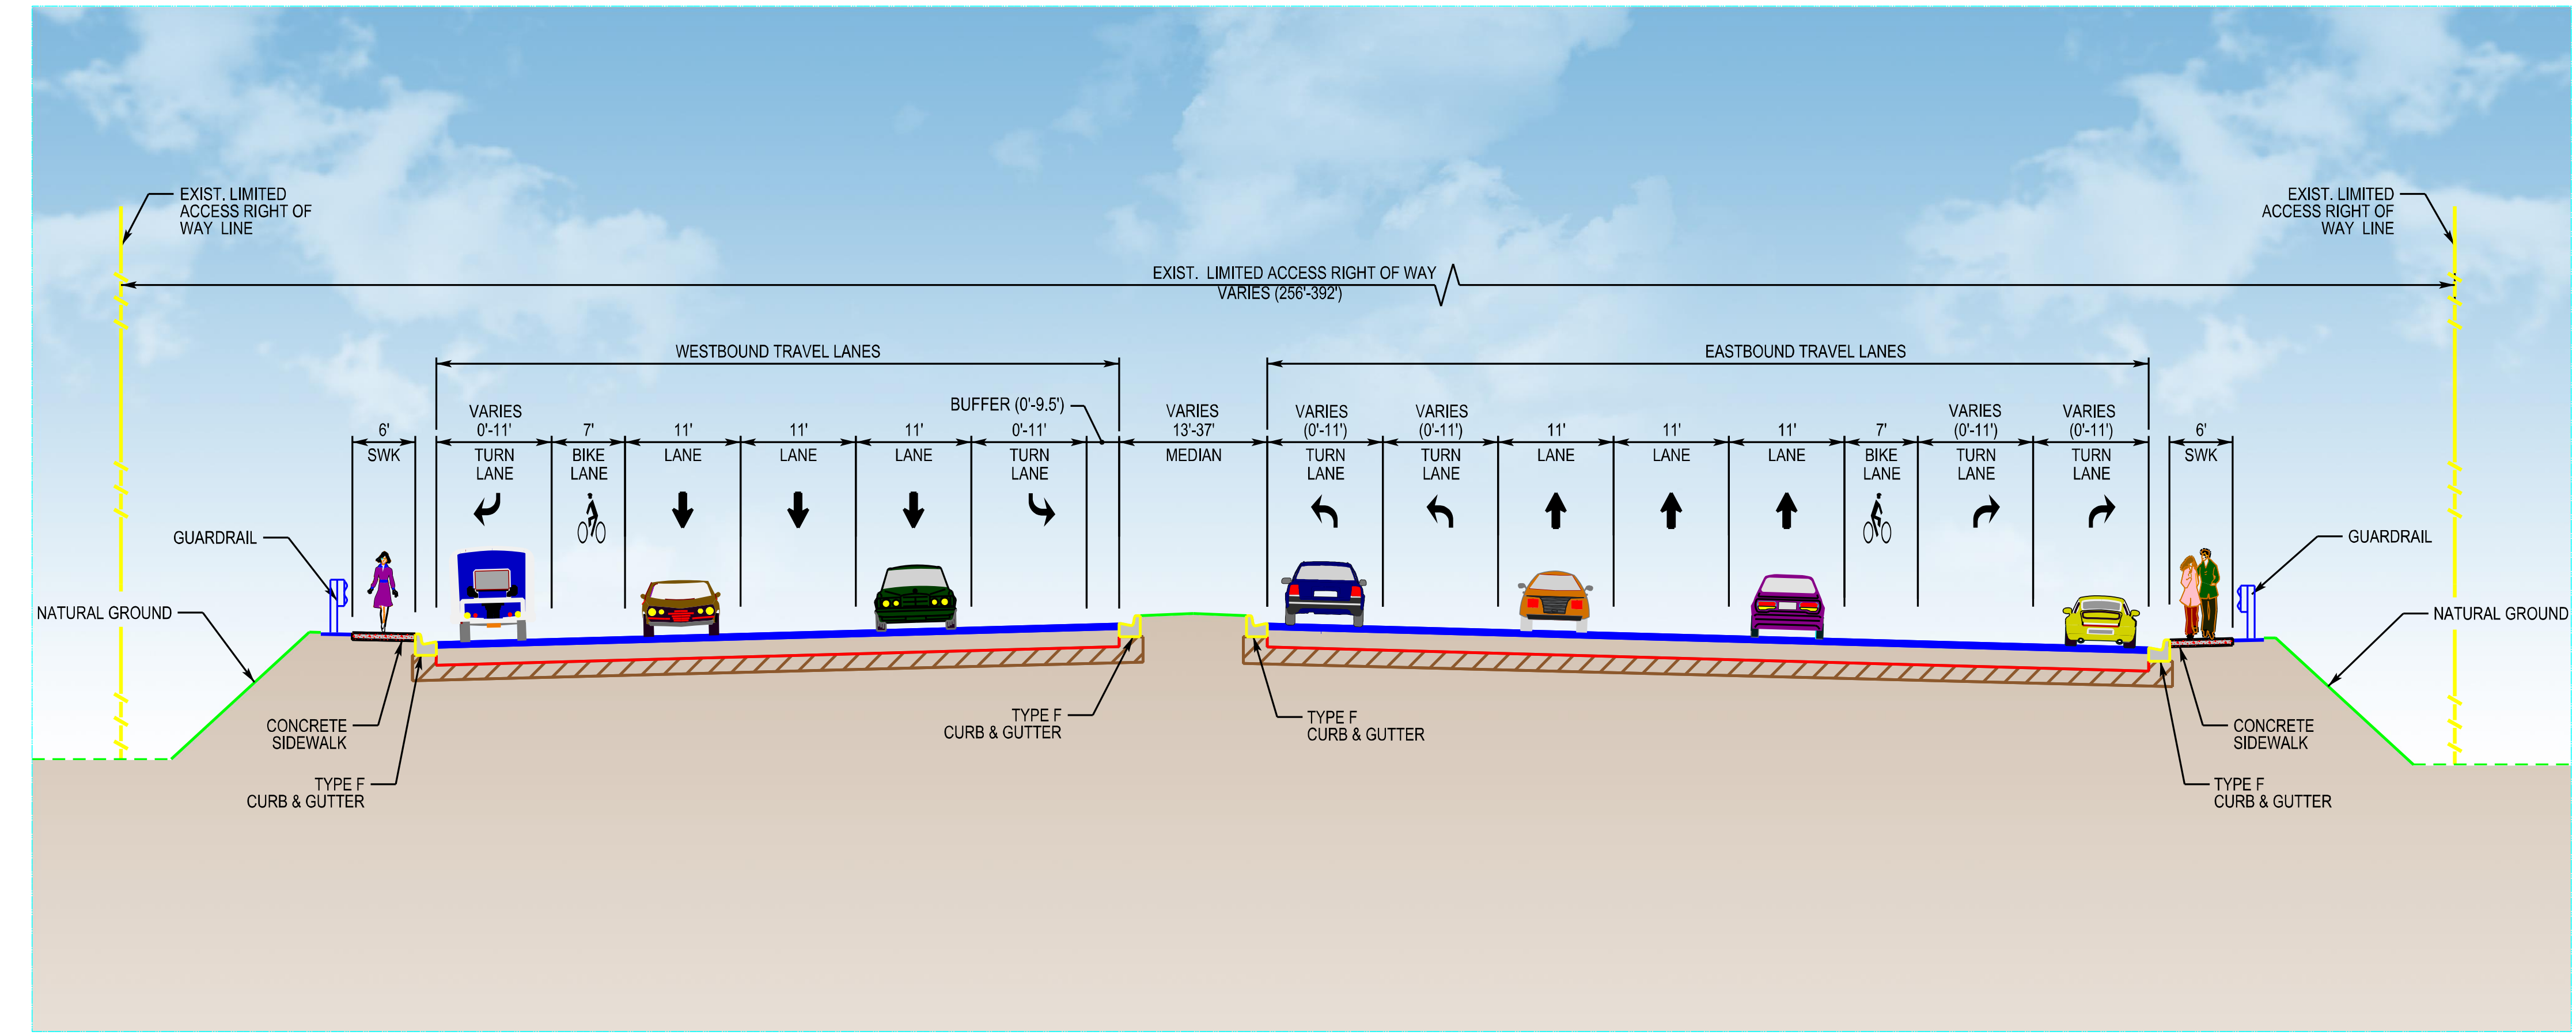 EXIST. LIMITED
ACCESS RIGHT OF
WAY LINE
EXIST. LIMITED
ACCESS RIGHT OF
WAY LINE
EXIST. LIMITED ACCESS RIGHT OF WAY
VARIES (256'-392')
WESTBOUND TRAVEL LANES
EASTBOUND TRAVEL LANES
6'
SWK
VARIES
0'-11'
TURN
LANE
7'
BIKE
LANE
11'
LANE
11'
LANE
11'
LANE
0'-11'
TURN
LANE
BUFFER (0'-9.5')
VARIES
13'-37'
MEDIAN
VARIES
(0'-11')
TURN
LANE
VARIES
(0'-11')
TURN
LANE
11'
LANE
11'
LANE
11'
LANE
7'
BIKE
LANE
VARIES
(0'-11')
TURN
LANE
VARIES
(0'-11')
TURN
LANE
6'
SWK
GUARDRAIL
GUARDRAIL
NATURAL GROUND
NATURAL GROUND
CONCRETE
SIDEWALK
TYPE F
CURB & GUTTER
TYPE F
CURB & GUTTER
TYPE F
CURB & GUTTER
CONCRETE
SIDEWALK
TYPE F
CURB & GUTTER